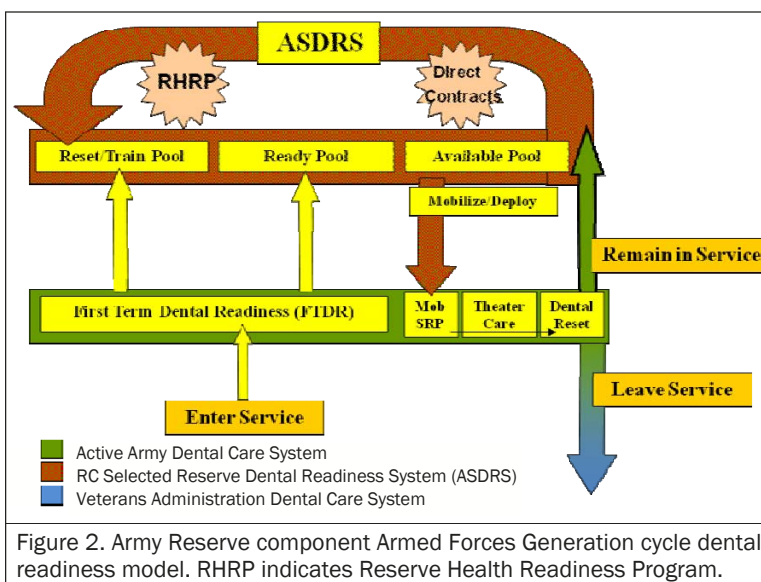 ASDRS
RHRP
Direct
Contracts
Reset/Train Pool
Ready Pool
Available Pool
Mobilize/Deploy
Remain in Service
First Term Dental Readiness (FTDR)
Mob
SRP
Theater
Care
Dental
Reset
Leave Service
Enter Service
Active Army Dental Care System
RC Selected Reserve Dental Readiness System (ASDRS)
Veterans Administration Dental Care System
Figure 2. Army Reserve component Armed Forces Generation cycle dental
readiness model. RHRP indicates Reserve Health Readiness Program.